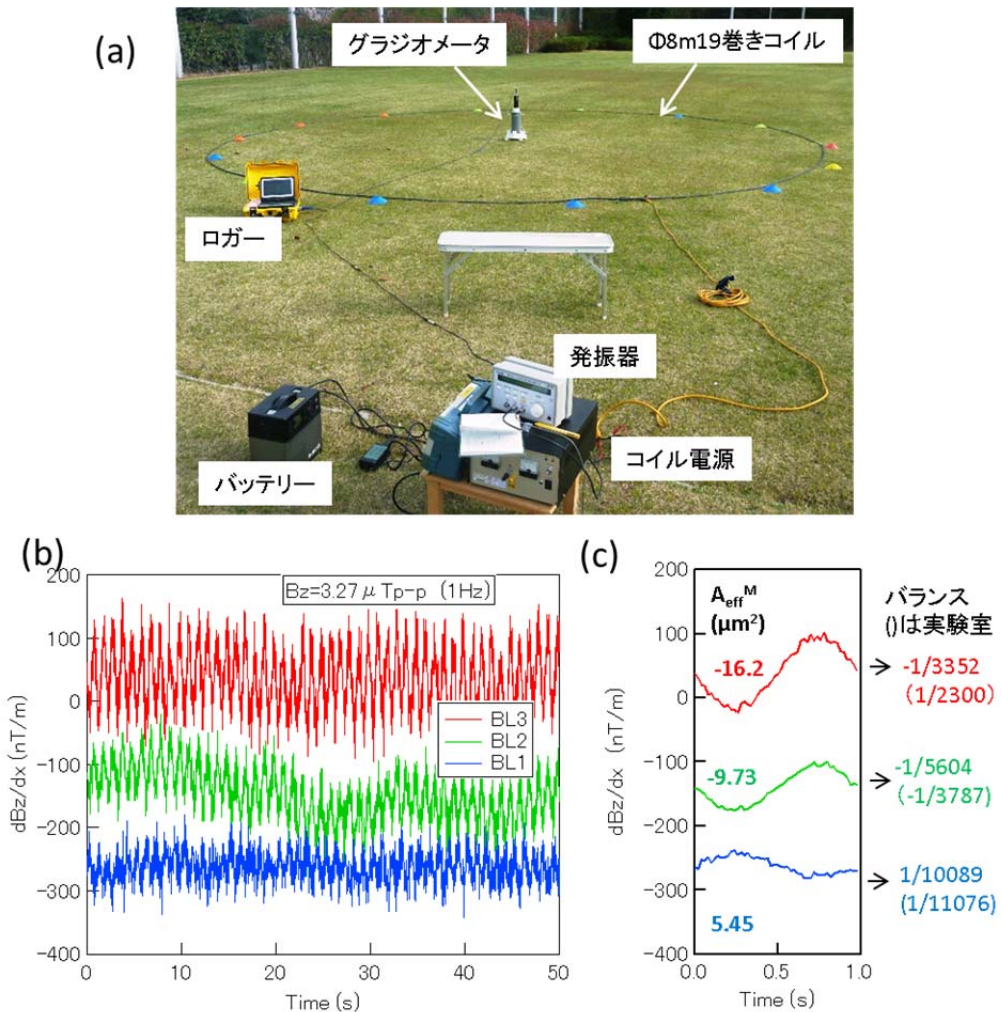 (a)
グラジオメータ
Φ8m19巻きコイル
ロガー
発振器
バッテリー
コイル電源
(b)
200
100
0
−100
−200
−300
−400
dBz/dx (nT/m)
Bz=3.27μTp-p (1Hz)
BL3
BL2
BL1
0
10
20
30
40
50
Time (s)
(c)
200
100
0
−100
−200
−300
−400
dBz/dx (nT/m)
A_eff^M
(μm²)
-16.2
-9.73
5.45
0.0
0.5
1.0
Time (s)
バランス
()は実験室
-1/3352
(1/2300)
-1/5604
(-1/3787)
1/10089
(1/11076)